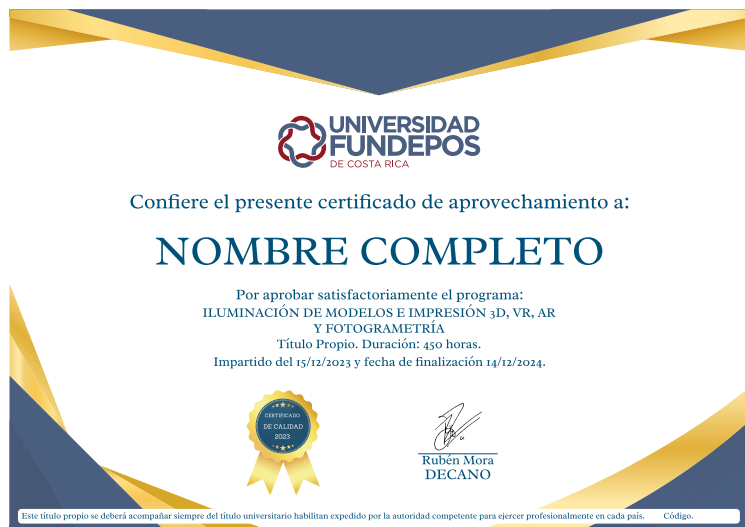 UNIVERSIDAD
FUNDEPOS
DE COSTA RICA
Confiere el presente certificado de aprovechamiento a:
NOMBRE COMPLETO
Por aprobar satisfactoriamente el programa:
ILUMINACIÓN DE MODELOS E IMPRESIÓN 3D, VR, AR
Y FOTOGRAMETRÍA
Título Propio. Duración: 450 horas.
Impartido del 15/12/2023 y fecha de finalización 14/12/2024.
CERTIFICADO
DE CALIDAD
2023
Rubén Mora
DECANO
Este título propio se deberá acompañar siempre del título universitario habilitan expedido por la autoridad competente para ejercer profesionalmente en cada país. Código.